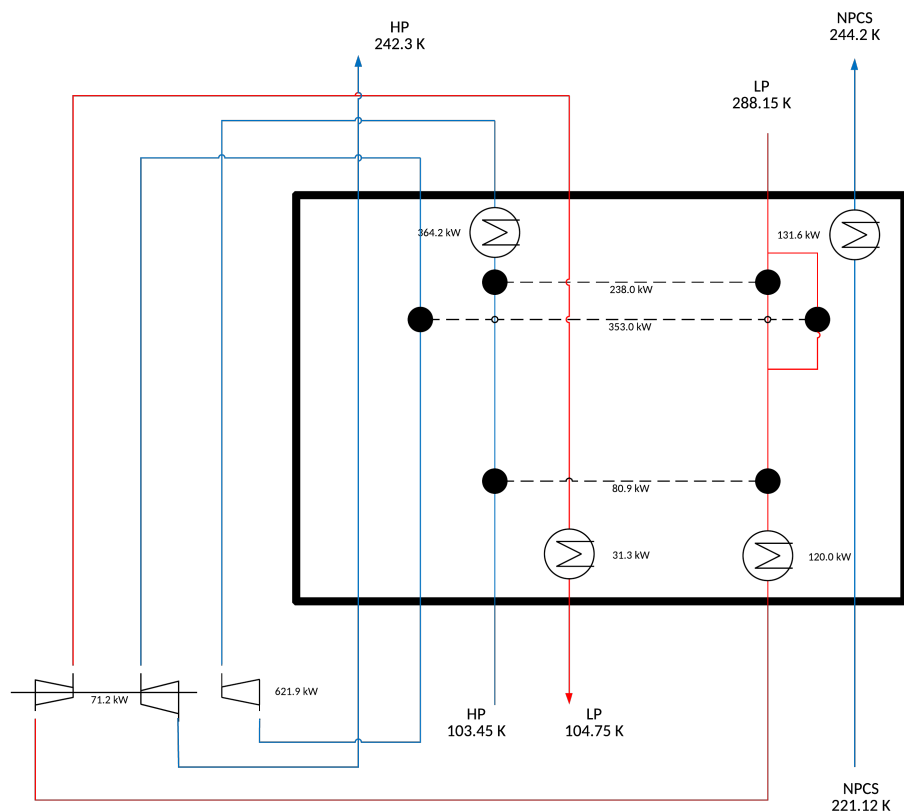 NPCS
244.2 K
HP
242.3 K
LP
288.15 K
364.2 kW
131.6 kW
238.0 kW
353.0 kW
80.9 kW
31.3 kW
120.0 kW
621.9 kW
71.2 kW
HP
103.45 K
LP
104.75 K
NPCS
221.12 K